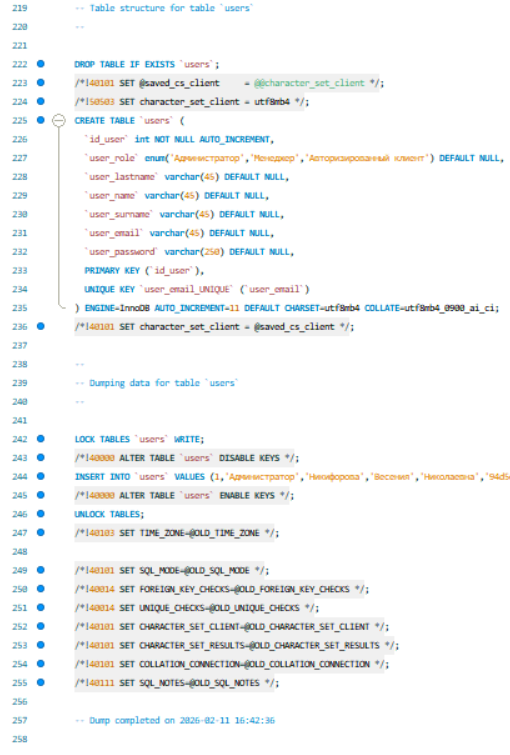 219 -- Table structure for table `users`
220 --
221
222 DROP TABLE IF EXISTS `users`;
223 /*!40101 SET @saved_cs_client     = @@character_set_client */;
224 /*!50503 SET character_set_client = utf8mb4 */;
225 CREATE TABLE `users` (
226 `id_user` int NOT NULL AUTO_INCREMENT,
227 `user_role` enum('Администратор','Менеджер','Авторизированный клиент') DEFAULT NULL,
228 `user_lastname` varchar(45) DEFAULT NULL,
229 `user_name` varchar(45) DEFAULT NULL,
230 `user_surname` varchar(45) DEFAULT NULL,
231 `user_email` varchar(45) DEFAULT NULL,
232 `user_password` varchar(250) DEFAULT NULL,
233 PRIMARY KEY (`id_user`),
234 UNIQUE KEY `user_email_UNIQUE` (`user_email`)
235 ) ENGINE=InnoDB AUTO_INCREMENT=11 DEFAULT CHARSET=utf8mb4 COLLATE=utf8mb4_0900_ai_ci;
236 /*!40101 SET character_set_client = @saved_cs_client */;
237
238 --
239 -- Dumping data for table `users`
240 --
241
242 LOCK TABLES `users` WRITE;
243 /*!40000 ALTER TABLE `users` DISABLE KEYS */;
244 INSERT INTO `users` VALUES (1,'Администратор','Никифорова','Весения','Николаевна','94d5
245 /*!40000 ALTER TABLE `users` ENABLE KEYS */;
246 UNLOCK TABLES;
247 /*!40103 SET TIME_ZONE=@OLD_TIME_ZONE */;
248
249 /*!40101 SET SQL_MODE=@OLD_SQL_MODE */;
250 /*!40014 SET FOREIGN_KEY_CHECKS=@OLD_FOREIGN_KEY_CHECKS */;
251 /*!40014 SET UNIQUE_CHECKS=@OLD_UNIQUE_CHECKS */;
252 /*!40101 SET CHARACTER_SET_CLIENT=@OLD_CHARACTER_SET_CLIENT */;
253 /*!40101 SET CHARACTER_SET_RESULTS=@OLD_CHARACTER_SET_RESULTS */;
254 /*!40101 SET COLLATION_CONNECTION=@OLD_COLLATION_CONNECTION */;
255 /*!40111 SET SQL_NOTES=@OLD_SQL_NOTES */;
256
257 -- Dump completed on 2026-02-11 16:42:36
258